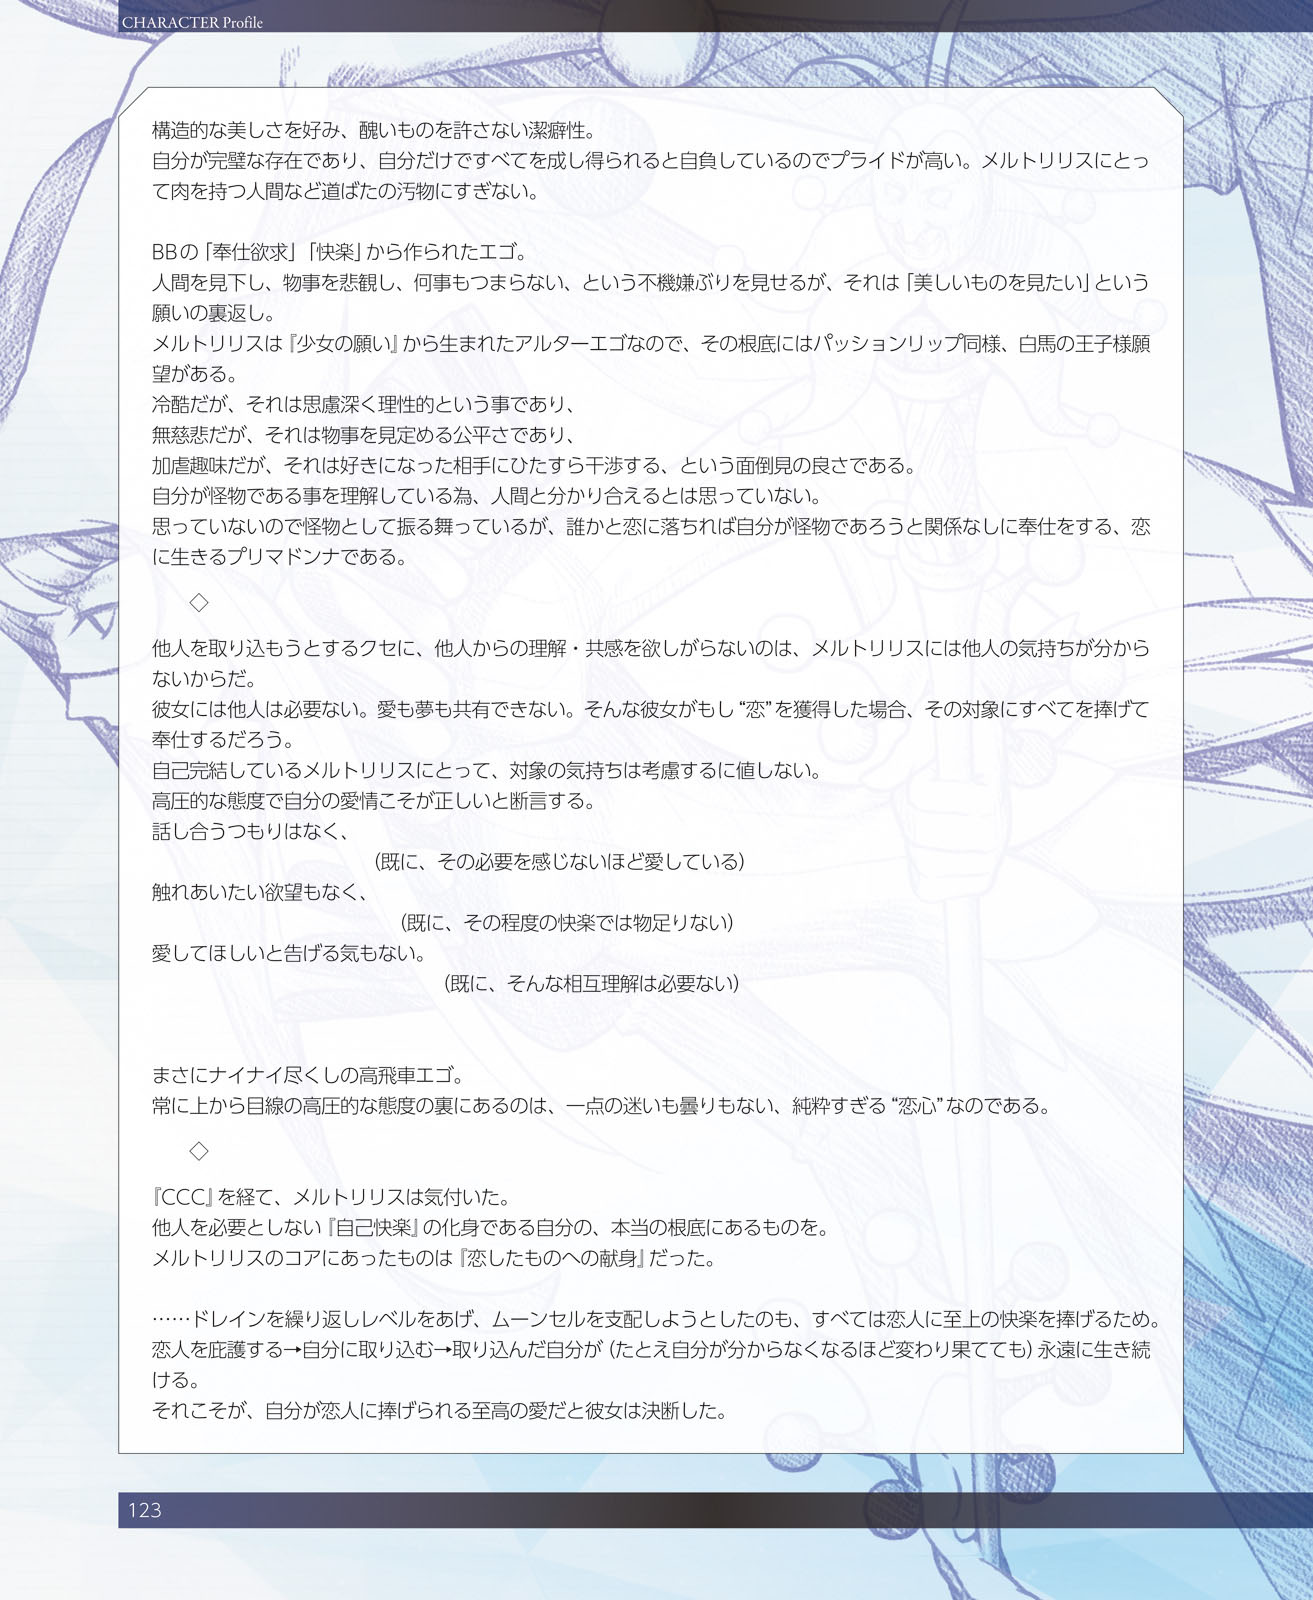 CHARACTER Profile
構造的な美しさを好み、醜いものを許さない潔癖性。
自分が完璧な存在であり、自分だけですべてを成し得られると自負しているのでプライドが高い。メルトリリスにとっ
て肉を持つ人間など道ばたの汚物にすぎない。
BBの「奉仕欲求」「快楽」から作られたエゴ。
人間を見下し、物事を悲観し、何事もつまらない、という不機嫌ぶりを見せるが、それは「美しいものを見たい」という
願いの裏返し。
メルトリリスは『少女の願い』から生まれたアルターエゴなので、その根底にはパッションリップ同様、白馬の王子様願
望がある。
冷酷だが、それは思慮深く理性的という事であり、
無慈悲だが、それは物事を見定める公平さであり、
加虐趣味だが、それは好きになった相手にひたすら干渉する、という面倒見の良さである。
自分が怪物である事を理解している為、人間と分かり合えるとは思っていない。
思っていないので怪物として振る舞っているが、誰かと恋に落ちれば自分が怪物であろうと関係なしに奉仕をする、恋
に生きるプリマドンナである。
◇
他人を取り込もうとするクセに、他人からの理解・共感を欲しがらないのは、メルトリリスには他人の気持ちが分から
ないからだ。
彼女には他人は必要ない。愛も夢も共有できない。そんな彼女がもし“恋”を獲得した場合、その対象にすべてを捧げて
奉仕するだろう。
自己完結しているメルトリリスにとって、対象の気持ちは考慮するに値しない。
高圧的な態度で自分の愛情こそが正しいと断言する。
話し合うつもりはなく、
(既に、その必要を感じないほど愛している)
触れあいたい欲望もなく、
(既に、その程度の快楽では物足りない)
愛してほしいと告げる気もない。
(既に、そんな相互理解は必要ない)
まさにナイナイ尽くしの高飛車エゴ。
常に上から目線の高圧的な態度の裏にあるのは、一点の迷いも曇りもない、純粋すぎる“恋心”なのである。
◇
『CCC』を経て、メルトリリスは気付いた。
他人を必要としない『自己快楽』の化身である自分の、本当の根底にあるものを。
メルトリリスのコアにあったものは『恋したものへの献身』だった。
……ドレインを繰り返しレベルをあげ、ムーンセルを支配しようとしたのも、すべては恋人に至上の快楽を捧げるため。
恋人を庇護する→自分に取り込む→取り込んだ自分が(たとえ自分が分からなくなるほど変わり果てても)永遠に生き続
ける。
それこそが、自分が恋人に捧げられる至高の愛だと彼女は決断した。
123